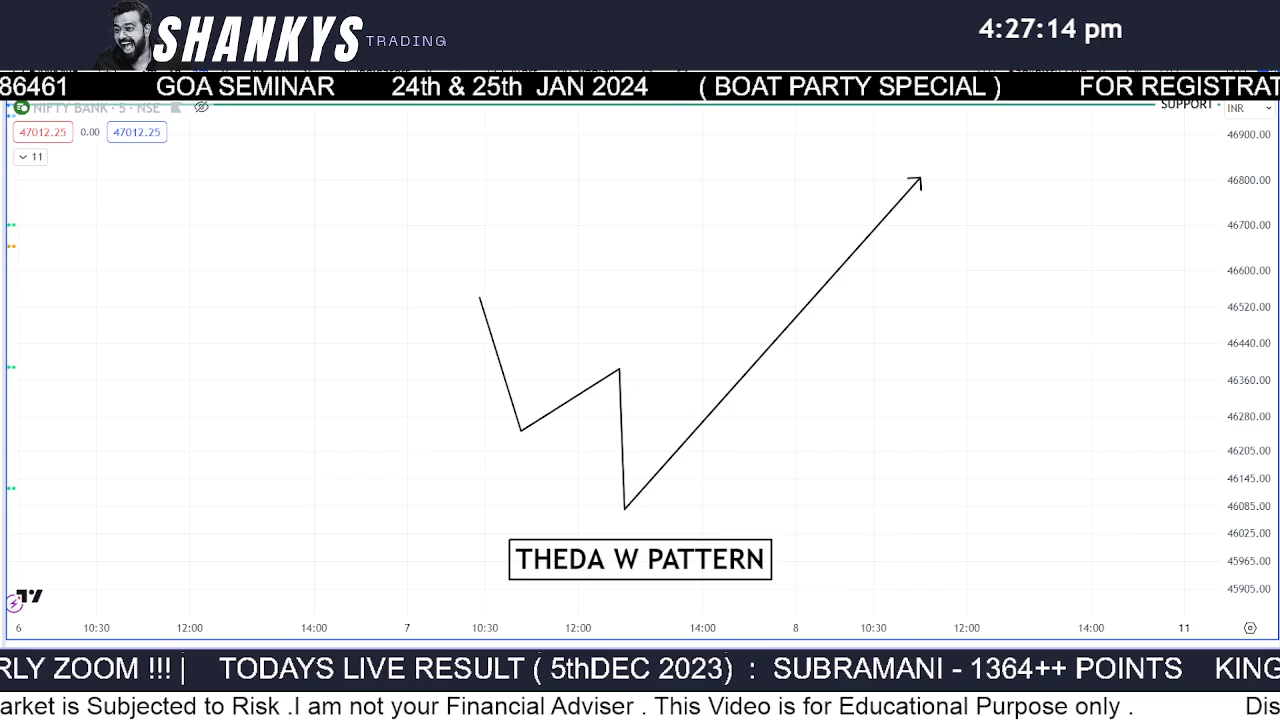 SHANKYS TRADING
4:27:14 pm
86461 GOA SEMINAR 24th & 25th JAN 2024 ( BOAT PARTY SPECIAL ) FOR REGISTRAT
NIFTY BANK · 5 · NSE
SUPPORT
INR
47012.25 0.00 47012.25
11
46900.00
46800.00
46700.00
46600.00
46520.00
46440.00
46360.00
46280.00
46205.00
46145.00
46085.00
46025.00
45965.00
45905.00
THEDA W PATTERN
6 10:30 12:00 14:00 7 10:30 12:00 14:00 8 10:30 12:00 14:00 11
RLY ZOOM !!! | TODAYS LIVE RESULT ( 5thDEC 2023) : SUBRAMANI - 1364++ POINTS KING
arket is Subjected to Risk .I am not your Financial Adviser . This Video is for Educational Purpose only . Dis